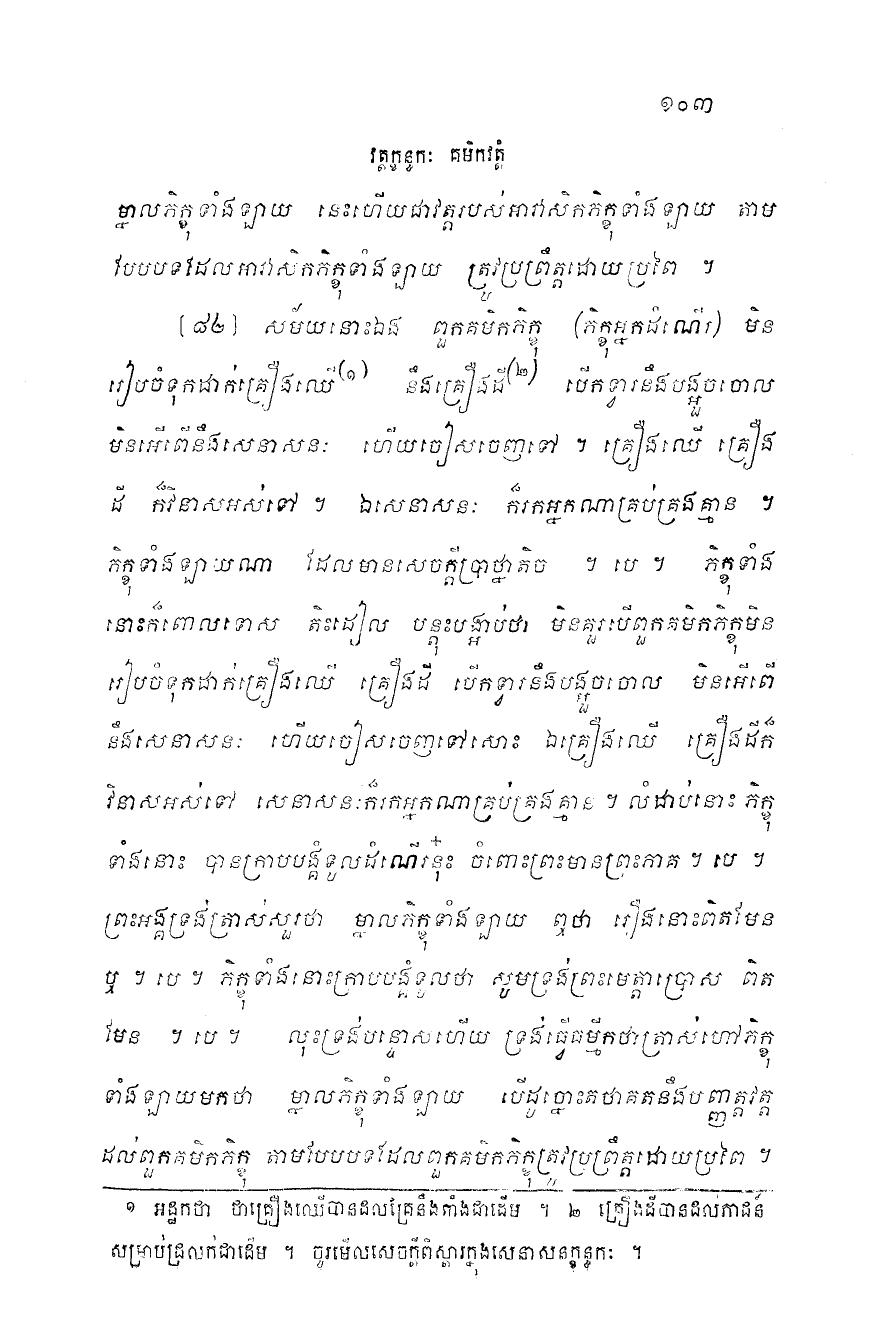 ១០៣
វត្តក្ខន្ធកៈ គមិកវត្តំ
ម្នាលភិក្ខុទាំងឡាយ នេះហើយជាវត្តរបស់អាវាសិកភិក្ខុទាំងឡាយ តាម
បែបបទដែលអាវាសិកភិក្ខុទាំងឡាយ ត្រូវប្រព្រឹត្តដោយប្រពៃ ។
[៨២] សម័យនោះឯង ពួកគមិកភិក្ខុ (ភិក្ខុអ្នកដំណើរ) មិន
រៀបចំទុកដាក់គ្រឿងឈើ(១) នឹងគ្រឿងដី(២) បើកទ្វារនឹងបង្អួចចោល
មិនអើពើនឹងសេនាសនៈ ហើយចៀសចេញទៅ ។ គ្រឿងឈើ គ្រឿង
ដី ក៏វិនាសអស់ទៅ ។ ឯសេនាសនៈ ក៏រកអ្នកណាគ្រប់គ្រងគ្មាន ។
ភិក្ខុទាំងឡាយណា ដែលមានសេចក្តីប្រាថ្នាតិច ។ បេ ។ ភិក្ខុទាំង
នោះក៏ពោលទោស តិះដៀល បន្តុះបង្អាប់ថា មិនគួរបើពួកគមិកភិក្ខុមិន
រៀបចំទុកដាក់គ្រឿងឈើ គ្រឿងដី បើកទ្វារនឹងបង្អួចចោល មិនអើពើ
នឹងសេនាសនៈ ហើយចៀសចេញទៅសោះ ឯគ្រឿងឈើ គ្រឿងដីក៏
វិនាសអស់ទៅ សេនាសនៈក៏រកអ្នកណាគ្រប់គ្រងគ្មាន ។ លំដាប់នោះ ភិក្ខុ
ទាំងនោះ បានក្រាបបង្គំទូលដំណើរនុ៎ះ ចំពោះព្រះមានព្រះភាគ ។ បេ ។
ព្រះអង្គទ្រង់ត្រាស់សួរថា ម្នាលភិក្ខុទាំងឡាយ ឮថា រឿងនោះពិតមែន
ឬ ។ បេ ។ ភិក្ខុទាំងនោះក្រាបបង្គំទូលថា សូមទ្រង់ព្រះមេត្តាប្រោស ពិត
មែន ។ បេ ។ លុះទ្រង់បន្ទោសហើយ ទ្រង់ធ្វើធម្មីកថាត្រាស់ហៅភិក្ខុ
ទាំងឡាយមកថា ម្នាលភិក្ខុទាំងឡាយ បើដូច្នោះតថាគតនឹងបញ្ញត្តវត្ត
ដល់ពួកគមិកភិក្ខុ តាមបែបបទដែលពួកគមិកភិក្ខុត្រូវប្រព្រឹត្តដោយប្រពៃ ។
១ អដ្ឋកថា ថាគ្រឿងឈើបានដល់គ្រែនឹងតាំងជាដើម ។ ២ គ្រឿងដីបានដល់ភាជន៍
សម្រាប់ជ្រលក់ជាដើម ។ ចូរមើលសេចក្តីពិស្តារក្នុងសេនាសនក្ខន្ធកៈ ។